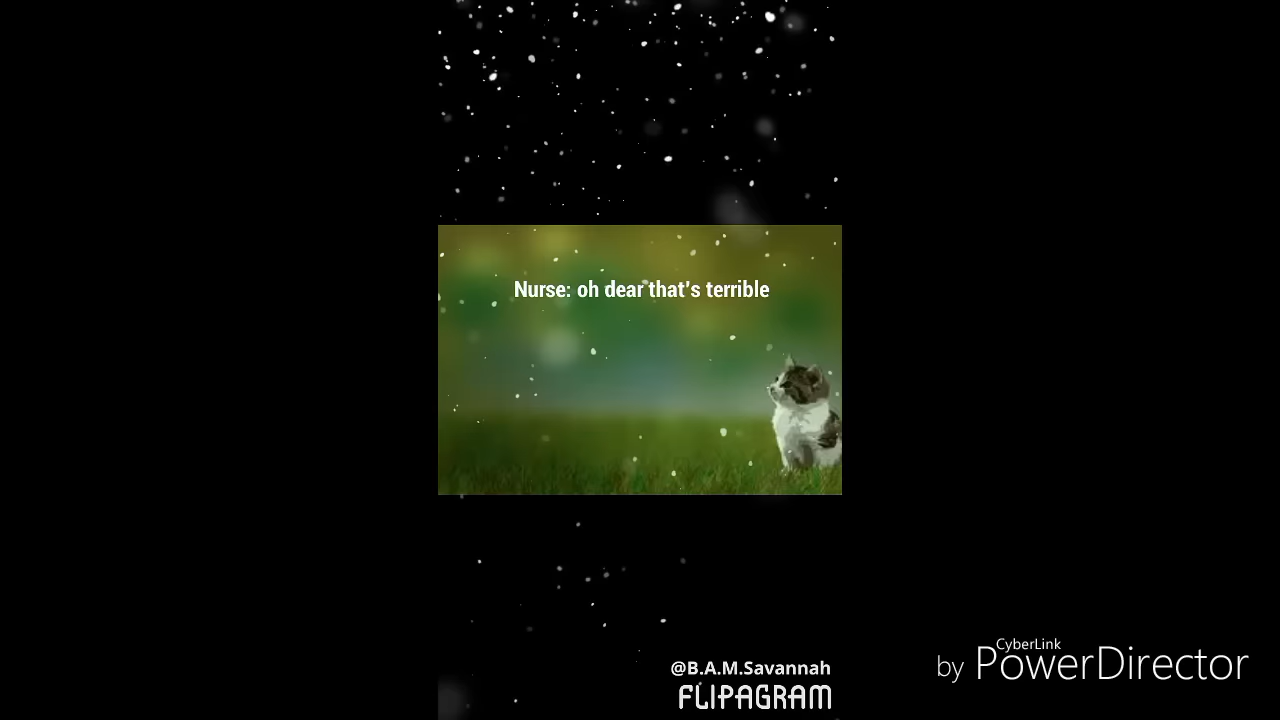 Nurse: oh dear that's terrible
@B.A.M.Savannah
FLIPAGRAM
CyberLink
by PowerDirector